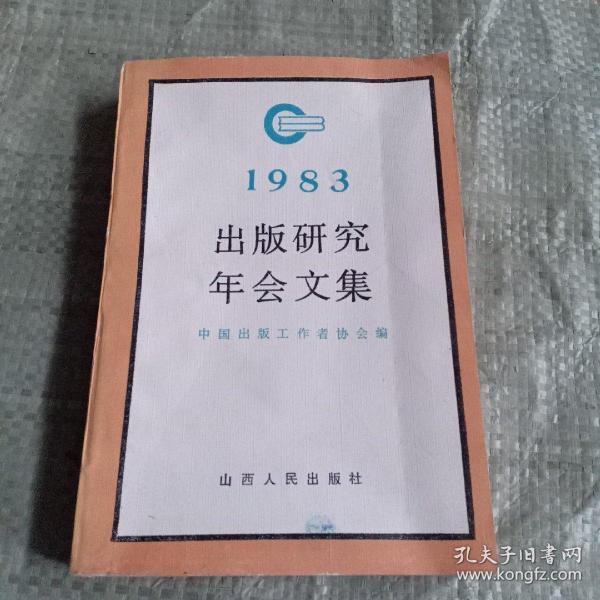 1983
出版研究
年会文集
中国出版工作者协会编
山西人民出版社
孔夫子旧书网
www.kongfz.com